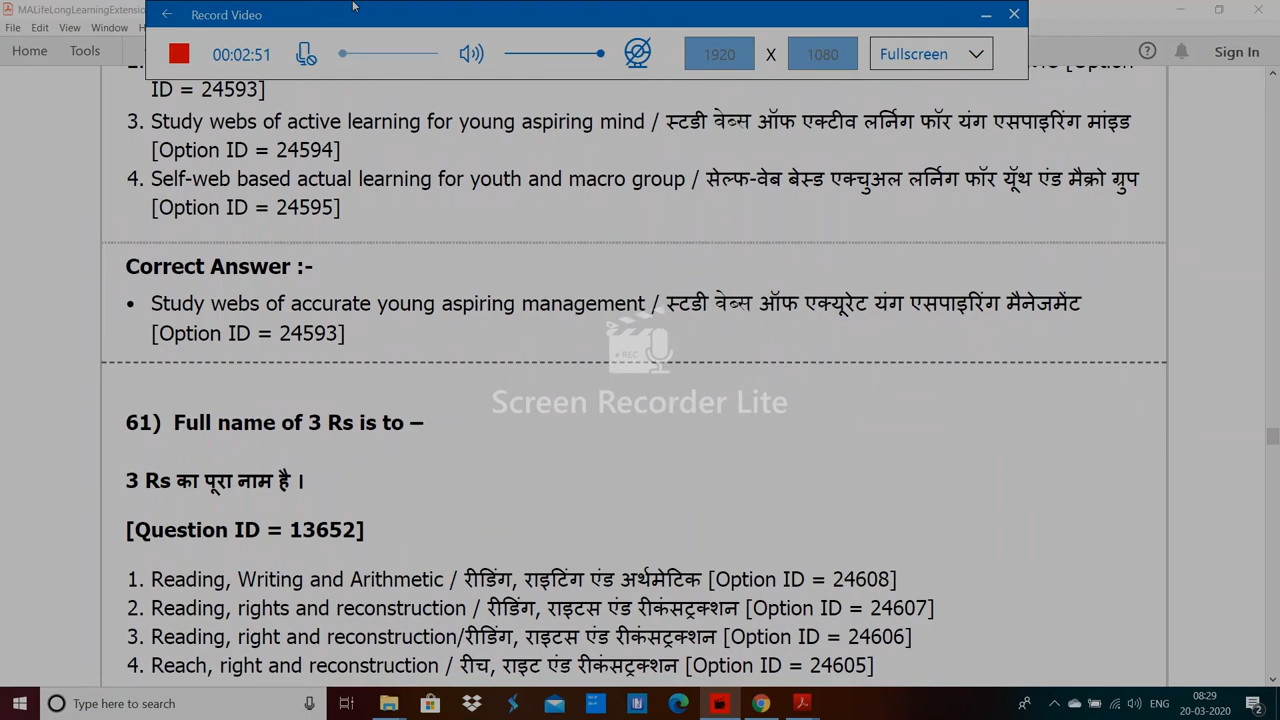 MALifeLongLearningExtension...
Record Video
File Edit View Window
Home Tools
00:02:51
1920 X 1080 Fullscreen
Sign In
[Option
ID = 24593]
3. Study webs of active learning for young aspiring mind / स्टडी वेब्स ऑफ एक्टीव लर्निग फॉर यंग एसपाइरिंग मांइड
[Option ID = 24594]
4. Self-web based actual learning for youth and macro group / सेल्फ-वेब बेस्ड एक्चुअल लर्निग फॉर यूॅथ एंड मैक्रो ग्रुप
[Option ID = 24595]
Correct Answer :-
• Study webs of accurate young aspiring management / स्टडी वेब्स ऑफ एक्यूरेट यंग एसपाइरिंग मैनेजमेंट
[Option ID = 24593]
REC
Screen Recorder Lite
61) Full name of 3 Rs is to –
3 Rs का पूरा नाम है ।
[Question ID = 13652]
1. Reading, Writing and Arithmetic / रीडिंग, राइटिंग एंड अर्थमेटिक [Option ID = 24608]
2. Reading, rights and reconstruction / रीडिंग, राइटस एंड रीकंसट्रक्शन [Option ID = 24607]
3. Reading, right and reconstruction/रीडिंग, राइटस एंड रीकंसट्रक्शन [Option ID = 24606]
4. Reach, right and reconstruction / रीच, राइट एंड रीकंसट्रक्शन [Option ID = 24605]
Type here to search
ENG
08:29
20-03-2020
2